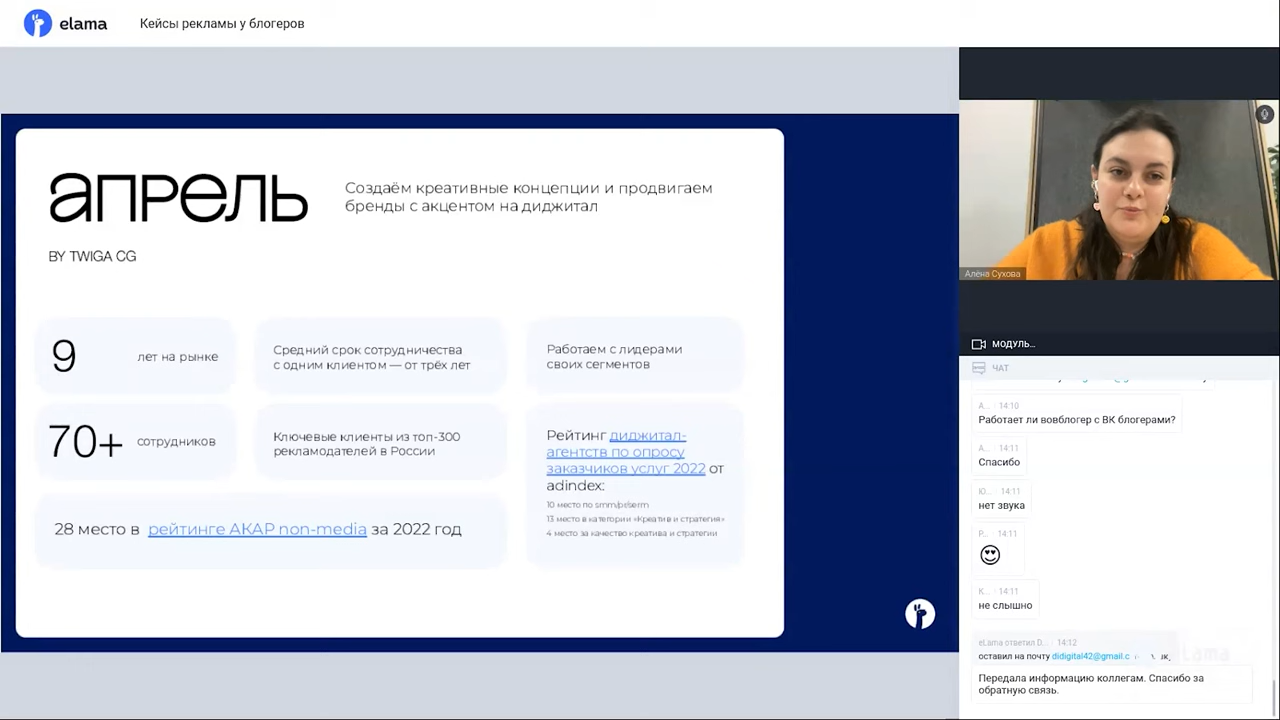 elama
Кейсы рекламы у блогеров
апрель
BY TWIGA CG
Создаём креативные концепции и продвигаем
бренды с акцентом на диджитал
9 лет на рынке
Средний срок сотрудничества
с одним клиентом — от трёх лет
Работаем с лидерами
своих сегментов
70+ сотрудников
Ключевые клиенты из топ-300
рекламодателей в России
Рейтинг диджитал-
агентств по опросу
заказчиков услуг 2022 от
adindex:
10 место по smm/pr/serm
13 место в категории «Креатив и стратегия»
4 место за качество креатива и стратегии
28 место в рейтинге АКАР non-media за 2022 год
Алёна Сухова
модуль...
ЧАТ
А... · 14:10
Работает ли вовблогер с ВК блогерами?
А... · 14:11
Спасибо
Ю... 14:11
нет звука
Р... 14:11
К... · 14:11
не слышно
eLama ответил D... · 14:12
оставил на почту didigital42@gmail.c
Передала информацию коллегам. Спасибо за
обратную связь.